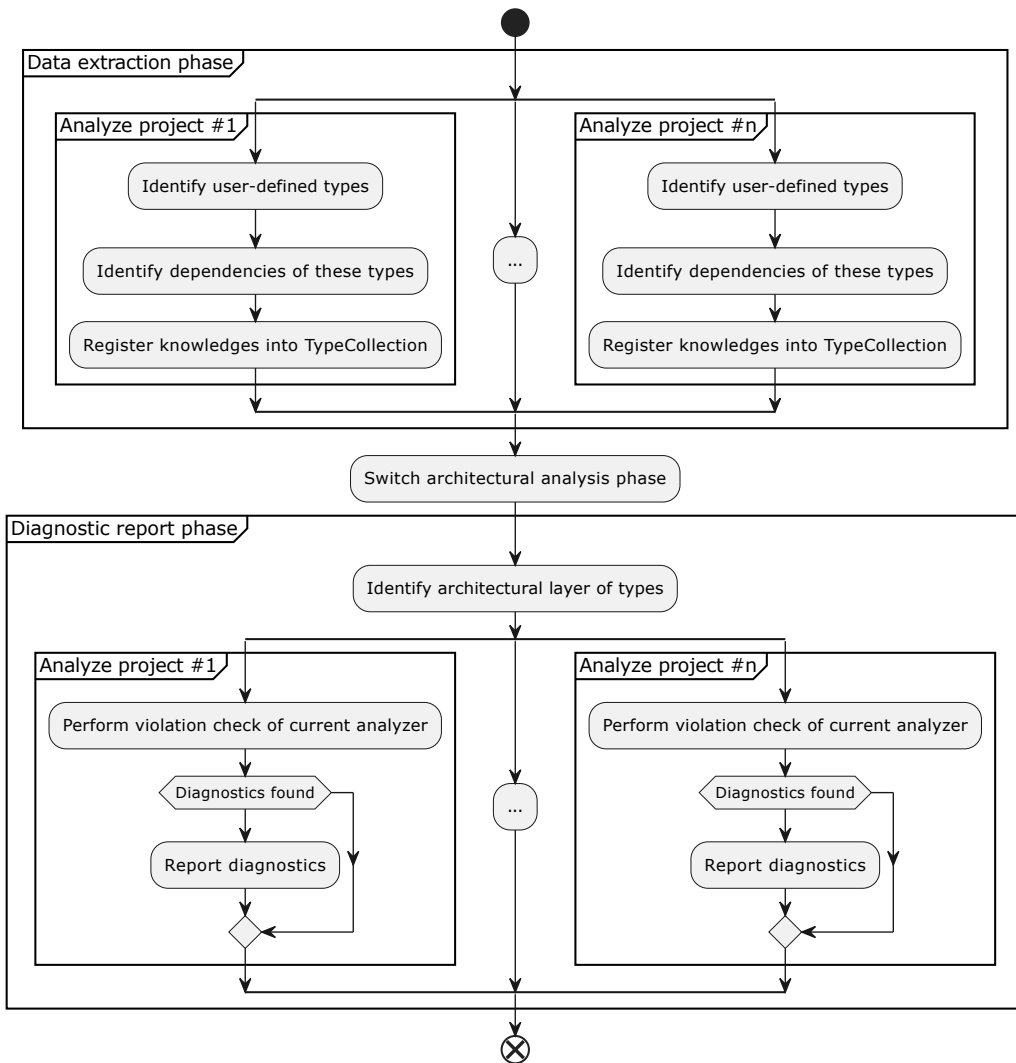 Data extraction phase
Analyze project #1
Analyze project #n
Identify user-defined types
Identify user-defined types
Identify dependencies of these types
...
Identify dependencies of these types
Register knowledges into TypeCollection
Register knowledges into TypeCollection
Switch architectural analysis phase
Diagnostic report phase
Identify architectural layer of types
Analyze project #1
Analyze project #n
Perform violation check of current analyzer
Perform violation check of current analyzer
Diagnostics found
...
Diagnostics found
Report diagnostics
Report diagnostics